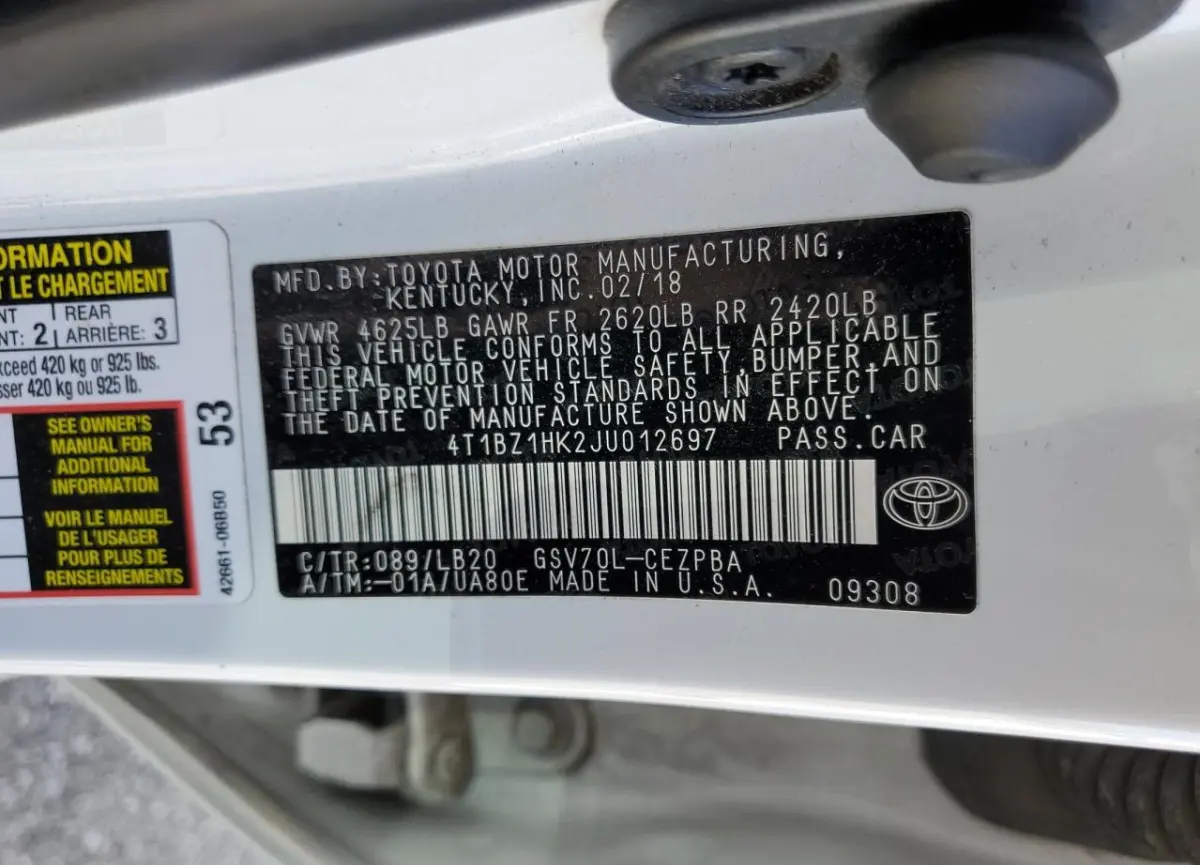 ORMATION
T LE CHARGEMENT
NT REAR
NT: 2 ARRIÈRE: 3
xceed 420 kg or 925 lbs.
sser 420 kg ou 925 lb.
SEE OWNER'S
MANUAL FOR
ADDITIONAL
INFORMATION
VOIR LE MANUEL
DE L'USAGER
POUR PLUS DE
RENSEIGNEMENTS
53
42661-06B50
MFD.BY:TOYOTA MOTOR MANUFACTURING,
KENTUCKY,INC.02/18
GVWR 4625LB GAWR FR 2620LB RR 2420LB
THIS VEHICLE CONFORMS TO ALL APPLICABLE
FEDERAL MOTOR VEHICLE SAFETY,BUMPER,AND
THEFT PREVENTION STANDARDS IN EFFECT ON
THE DATE OF MANUFACTURE SHOWN ABOVE.
4T1BZ1HK2JU012697 PASS.CAR
C/TR:089/LB20 GSV70L-CEZPBA
A/TM:-01A/UA80E MADE IN U.S.A. 09308